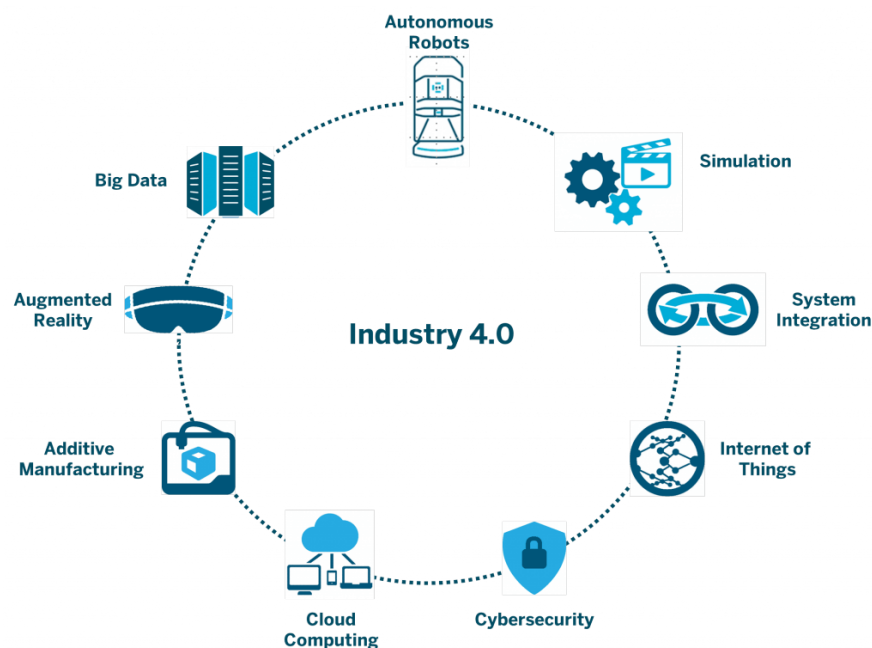 Autonomous
Robots
Simulation
Big Data
Augmented
Reality
System
Integration
Industry 4.0
Additive
Manufacturing
Internet of
Things
Cloud
Computing
Cybersecurity